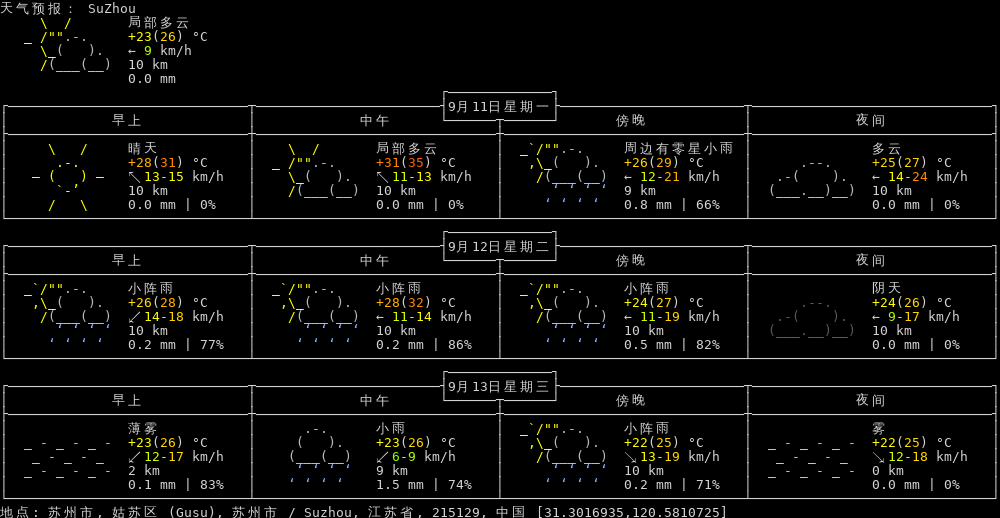 天气预报: SuZhou
局部多云
+23(26) °C
← 9 km/h
10 km
0.0 mm
9月11日星期一
早上 中午 傍晚 夜间
晴天 局部多云 周边有零星小雨 多云
+28(31) °C +31(35) °C +26(29) °C +25(27) °C
↖ 13-15 km/h ↖ 11-13 km/h ← 12-21 km/h ← 14-24 km/h
10 km 10 km 9 km 10 km
0.0 mm | 0% 0.0 mm | 0% 0.8 mm | 66% 0.0 mm | 0%
9月12日星期二
早上 中午 傍晚 夜间
小阵雨 小阵雨 小阵雨 阴天
+26(28) °C +28(32) °C +24(27) °C +24(26) °C
↙ 14-18 km/h ← 11-14 km/h ← 11-19 km/h ← 9-17 km/h
10 km 10 km 10 km 10 km
0.2 mm | 77% 0.2 mm | 86% 0.5 mm | 82% 0.0 mm | 0%
9月13日星期三
早上 中午 傍晚 夜间
薄雾 小雨 小阵雨 雾
+23(26) °C +23(26) °C +22(25) °C +22(25) °C
↙ 12-17 km/h ↙ 6-9 km/h ↘ 13-19 km/h ↘ 12-18 km/h
2 km 9 km 10 km 0 km
0.1 mm | 83% 1.5 mm | 74% 0.2 mm | 71% 0.0 mm | 0%
地点: 苏州市, 姑苏区 (Gusu), 苏州市 / Suzhou, 江苏省, 215129, 中国 [31.3016935,120.5810725]